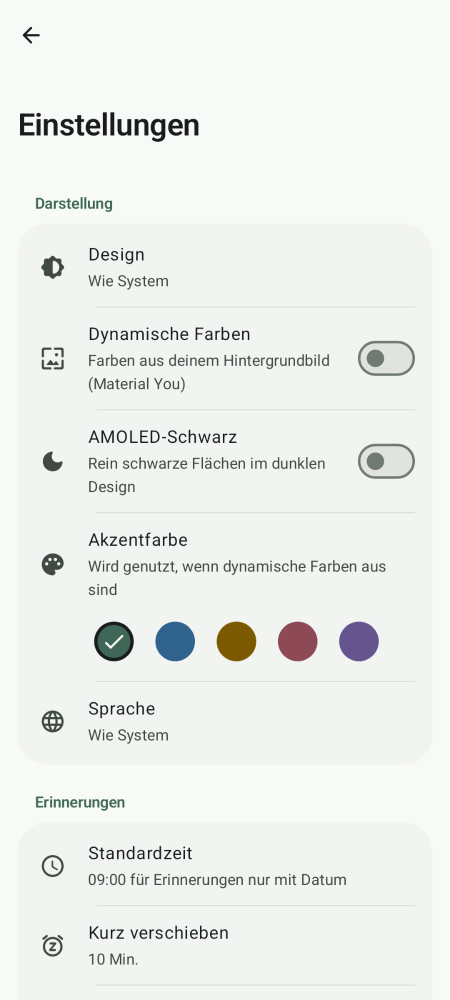 Einstellungen
Darstellung
Design
Wie System
Dynamische Farben
Farben aus deinem Hintergrundbild
(Material You)
AMOLED-Schwarz
Rein schwarze Flächen im dunklen
Design
Akzentfarbe
Wird genutzt, wenn dynamische Farben aus
sind
Sprache
Wie System
Erinnerungen
Standardzeit
09:00 für Erinnerungen nur mit Datum
Kurz verschieben
10 Min.